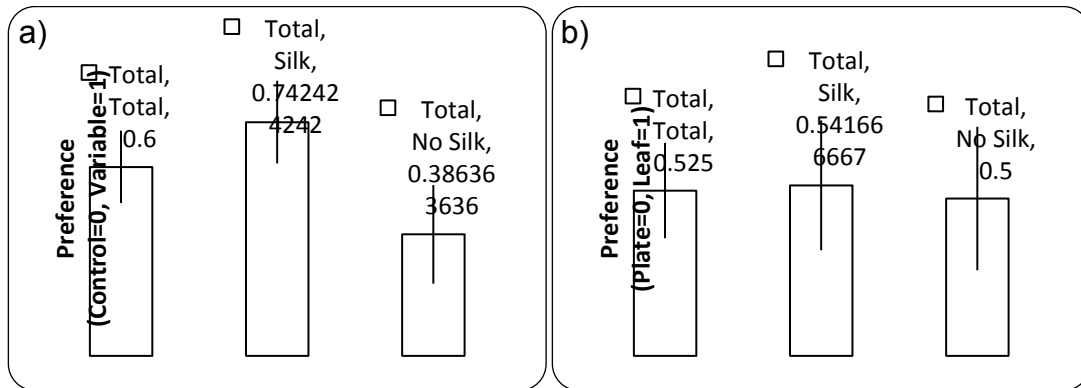 a)
Preference
(Control=0, Variable=1)
Total,
Total,
0.6
Total,
Silk,
0.74242
4242
Total,
No Silk,
0.38636
3636
b)
Preference
(Plate=0, Leaf=1)
Total,
Total,
0.525
Total,
Silk,
0.54166
6667
Total,
No Silk,
0.5